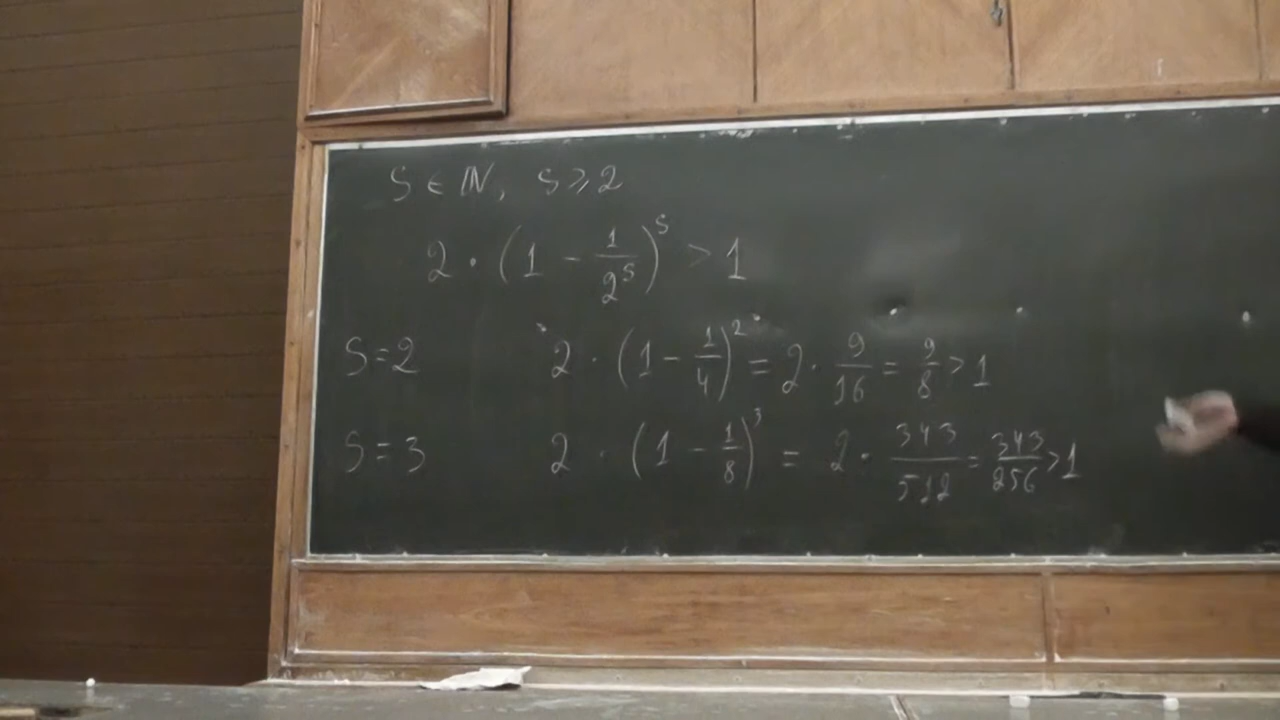 S ∈ ℕ, S ⩾ 2
2 · (1 − 1/2^S)^S > 1
S = 2 2 · (1 − 1/4)^2 = 2 · 9/16 = 9/8 > 1
S = 3 2 · (1 − 1/8)^3 = 2 · 343/512 = 343/256 > 1